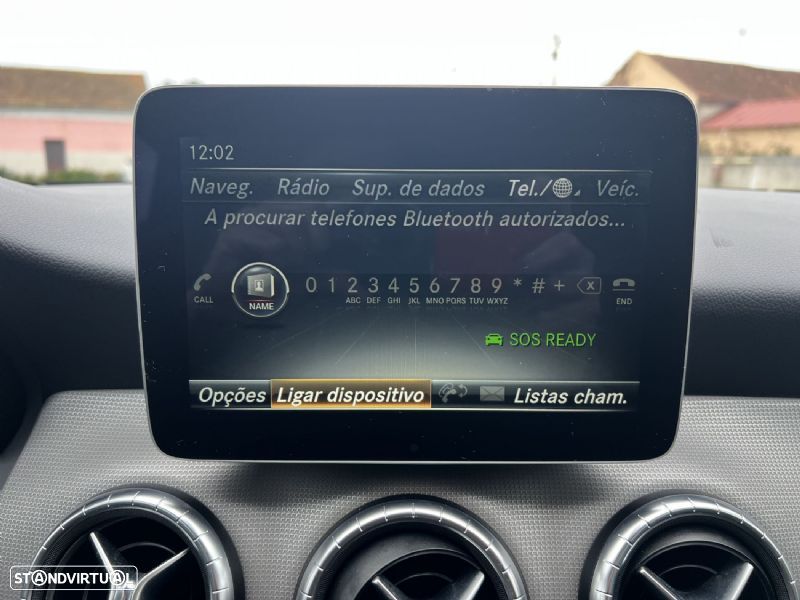 12:02
Naveg. Rádio Sup. de dados Tel./ Veíc.
A procurar telefones Bluetooth autorizados...
CALL NAME 0 1 2 3 4 5 6 7 8 9 * # + X END
ABC DEF GHI JKL MNO PQRS TUV WXYZ
SOS READY
Opções Ligar dispositivo Listas cham.
STANDVIRTUAL